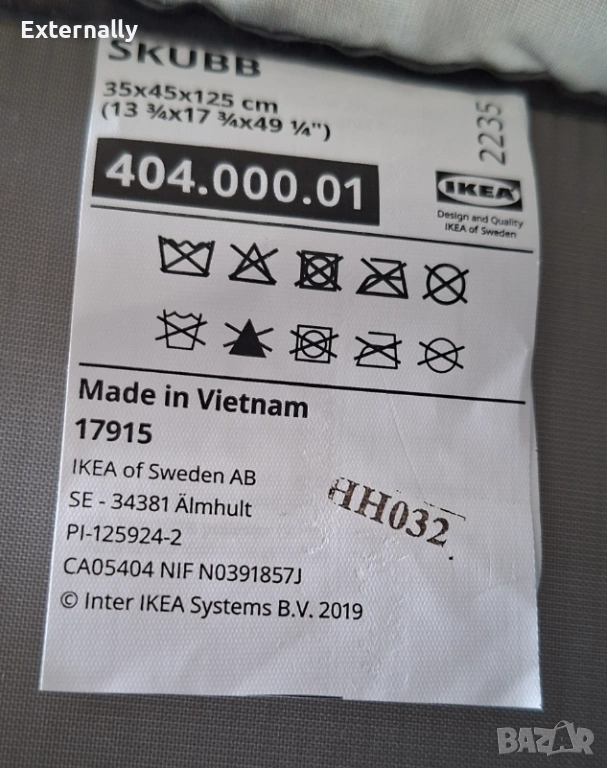 Externally
SKUBB
35x45x125 cm
(13 ¾x17 ¾x49 ¼")
2235
404.000.01
IKEA
Design and Quality
IKEA of Sweden
Made in Vietnam
17915
IKEA of Sweden AB
SE - 34381 Älmhult
PI-125924-2
CA05404 NIF N0391857J
© Inter IKEA Systems B.V. 2019
HH032
BAZAR